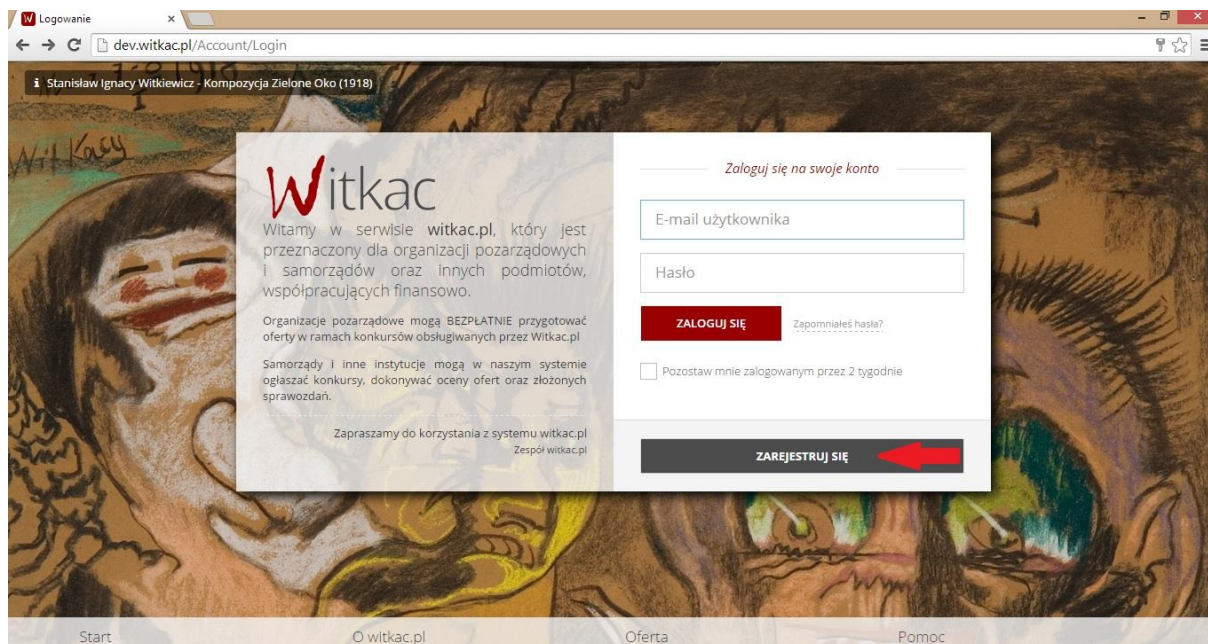 Logowanie
dev.witkac.pl/Account/Login
i Stanisław Ignacy Witkiewicz - Kompozycja Zielone Oko (1918)
Witkacy
Witkac
Witamy w serwisie witkac.pl, który jest
przeznaczony dla organizacji pozarządowych
i samorządów oraz innych podmiotów,
współpracujących finansowo.
Organizacje pozarządowe mogą BEZPŁATNIE przygotować
oferty w ramach konkursów obsługiwanych przez Witkac.pl
Samorządy i inne instytucje mogą w naszym systemie
ogłaszać konkursy, dokonywać oceny ofert oraz złożonych
sprawozdań.
Zapraszamy do korzystania z systemu witkac.pl
Zespół witkac.pl
Zaloguj się na swoje konto
E-mail użytkownika
Hasło
ZALOGUJ SIĘ
Zapomniałeś hasła?
Pozostaw mnie zalogowanym przez 2 tygodnie
ZAREJESTRUJ SIĘ
Start
O witkac.pl
Oferta
Pomoc